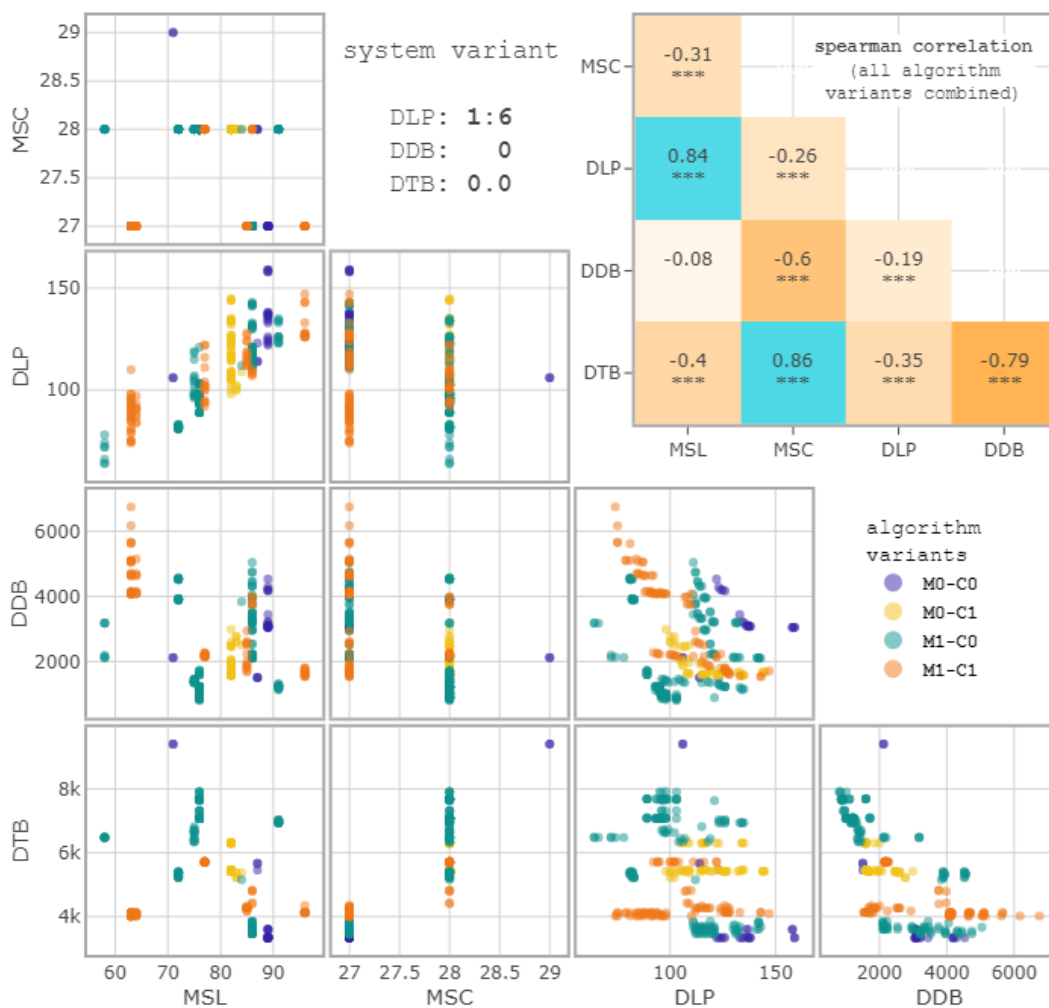 29
28.5
28
27.5
27
MSC
system variant
DLP: 1:6
DDB: 0
DTB: 0.0
spearman correlation
(all algorithm
variants combined)
MSC
-0.31
***
DLP
0.84
***
-0.26
***
DDB
-0.08
-0.6
***
-0.19
***
DTB
-0.4
***
0.86
***
-0.35
***
-0.79
***
MSL
MSC
DLP
DDB
150
100
DLP
6000
4000
2000
DDB
algorithm
variants
M0-C0
M0-C1
M1-C0
M1-C1
8k
6k
4k
DTB
60
70
80
90
MSL
27
27.5
28
28.5
29
MSC
100
150
DLP
2000
4000
6000
DDB